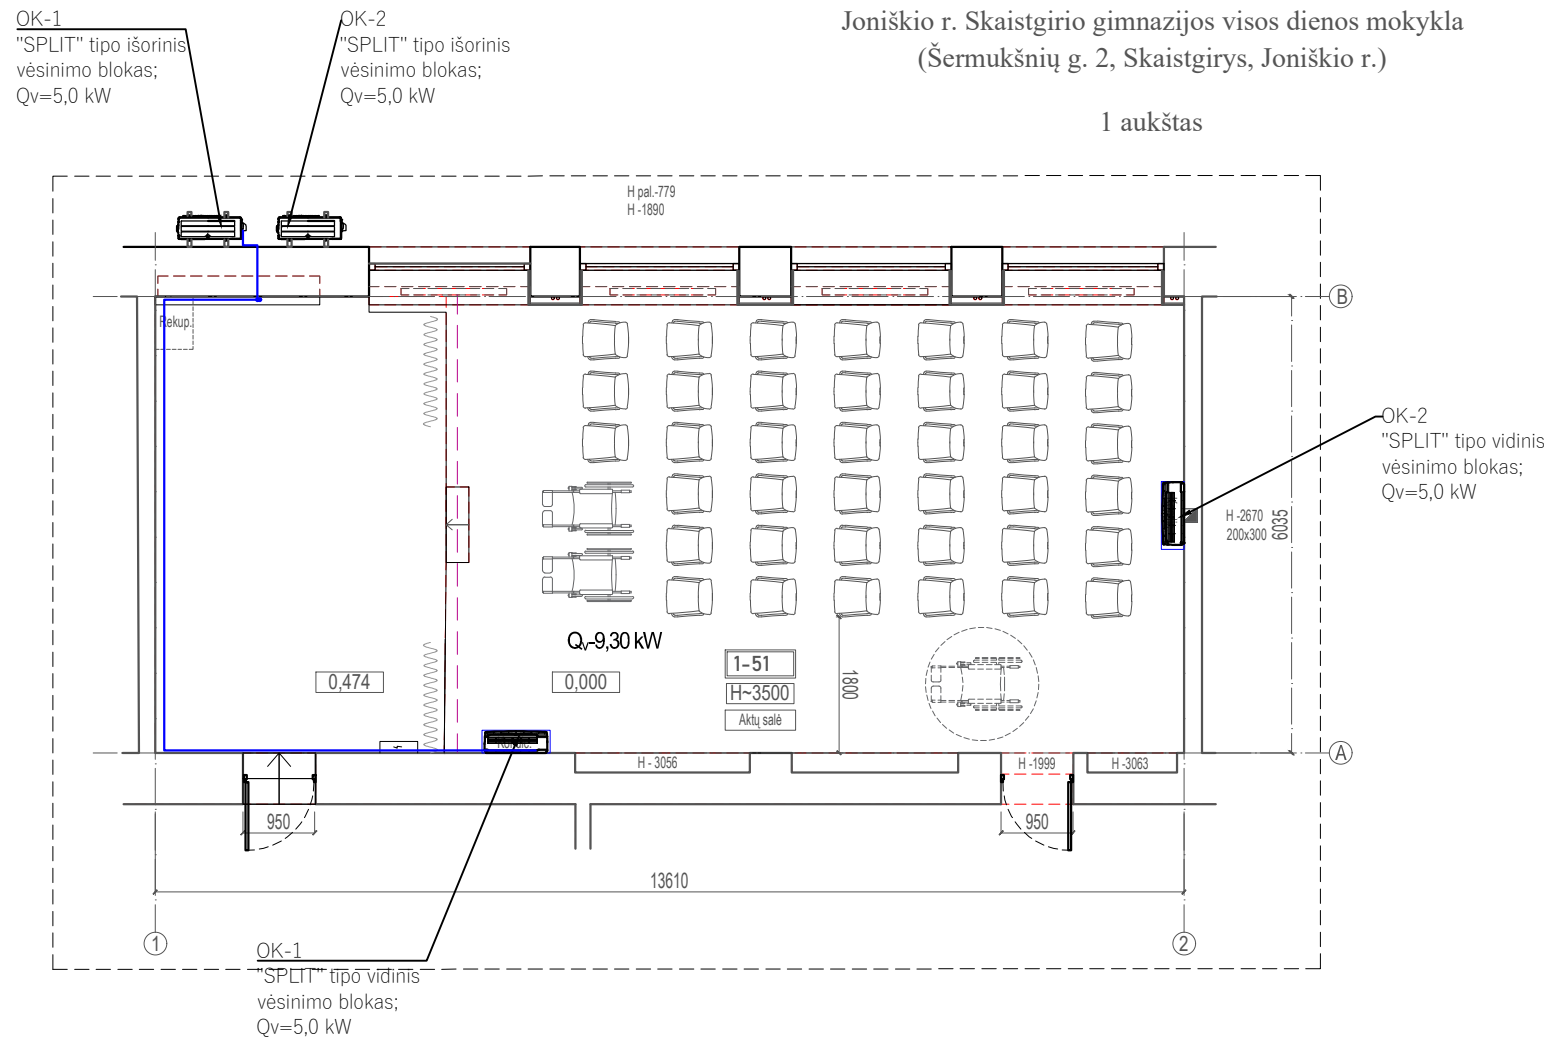 OK-1
"SPLIT" tipo išorinis
vėsinimo blokas;
Qv=5,0 kW
OK-2
"SPLIT" tipo išorinis
vėsinimo blokas;
Qv=5,0 kW
Joniškio r. Skaistgirio gimnazijos visos dienos mokykla
(Šermukšnių g. 2, Skaistgirys, Joniškio r.)
1 aukštas
H pal.-779
H -1890
B
Rekup.
OK-2
"SPLIT" tipo vidinis
vėsinimo blokas;
Qv=5,0 kW
H -2670
200x300
6035
Qv-9,30 kW
1-51
H~3500
Aktų salė
0,474
0,000
1800
A
H - 3056
H -1999
H -3063
950
950
13610
1
2
OK-1
"SPLIT" tipo vidinis
vėsinimo blokas;
Qv=5,0 kW